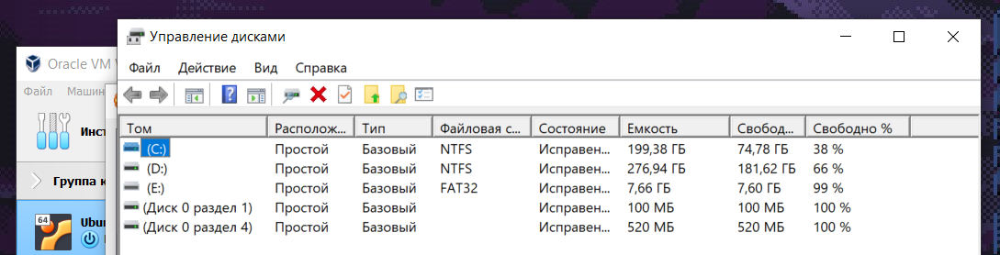 Управление дисками
Oracle VM V
Файл Действие Вид Справка
Файл Машин
Инст
Группа к
64
Ubu
Том Располож... Тип Файловая с... Состояние Емкость Свобод... Свободно %
(C:) Простой Базовый NTFS Исправен... 199,38 ГБ 74,78 ГБ 38 %
(D:) Простой Базовый NTFS Исправен... 276,94 ГБ 181,62 ГБ 66 %
(E:) Простой Базовый FAT32 Исправен... 7,66 ГБ 7,60 ГБ 99 %
(Диск 0 раздел 1) Простой Базовый Исправен... 100 МБ 100 МБ 100 %
(Диск 0 раздел 4) Простой Базовый Исправен... 520 МБ 520 МБ 100 %